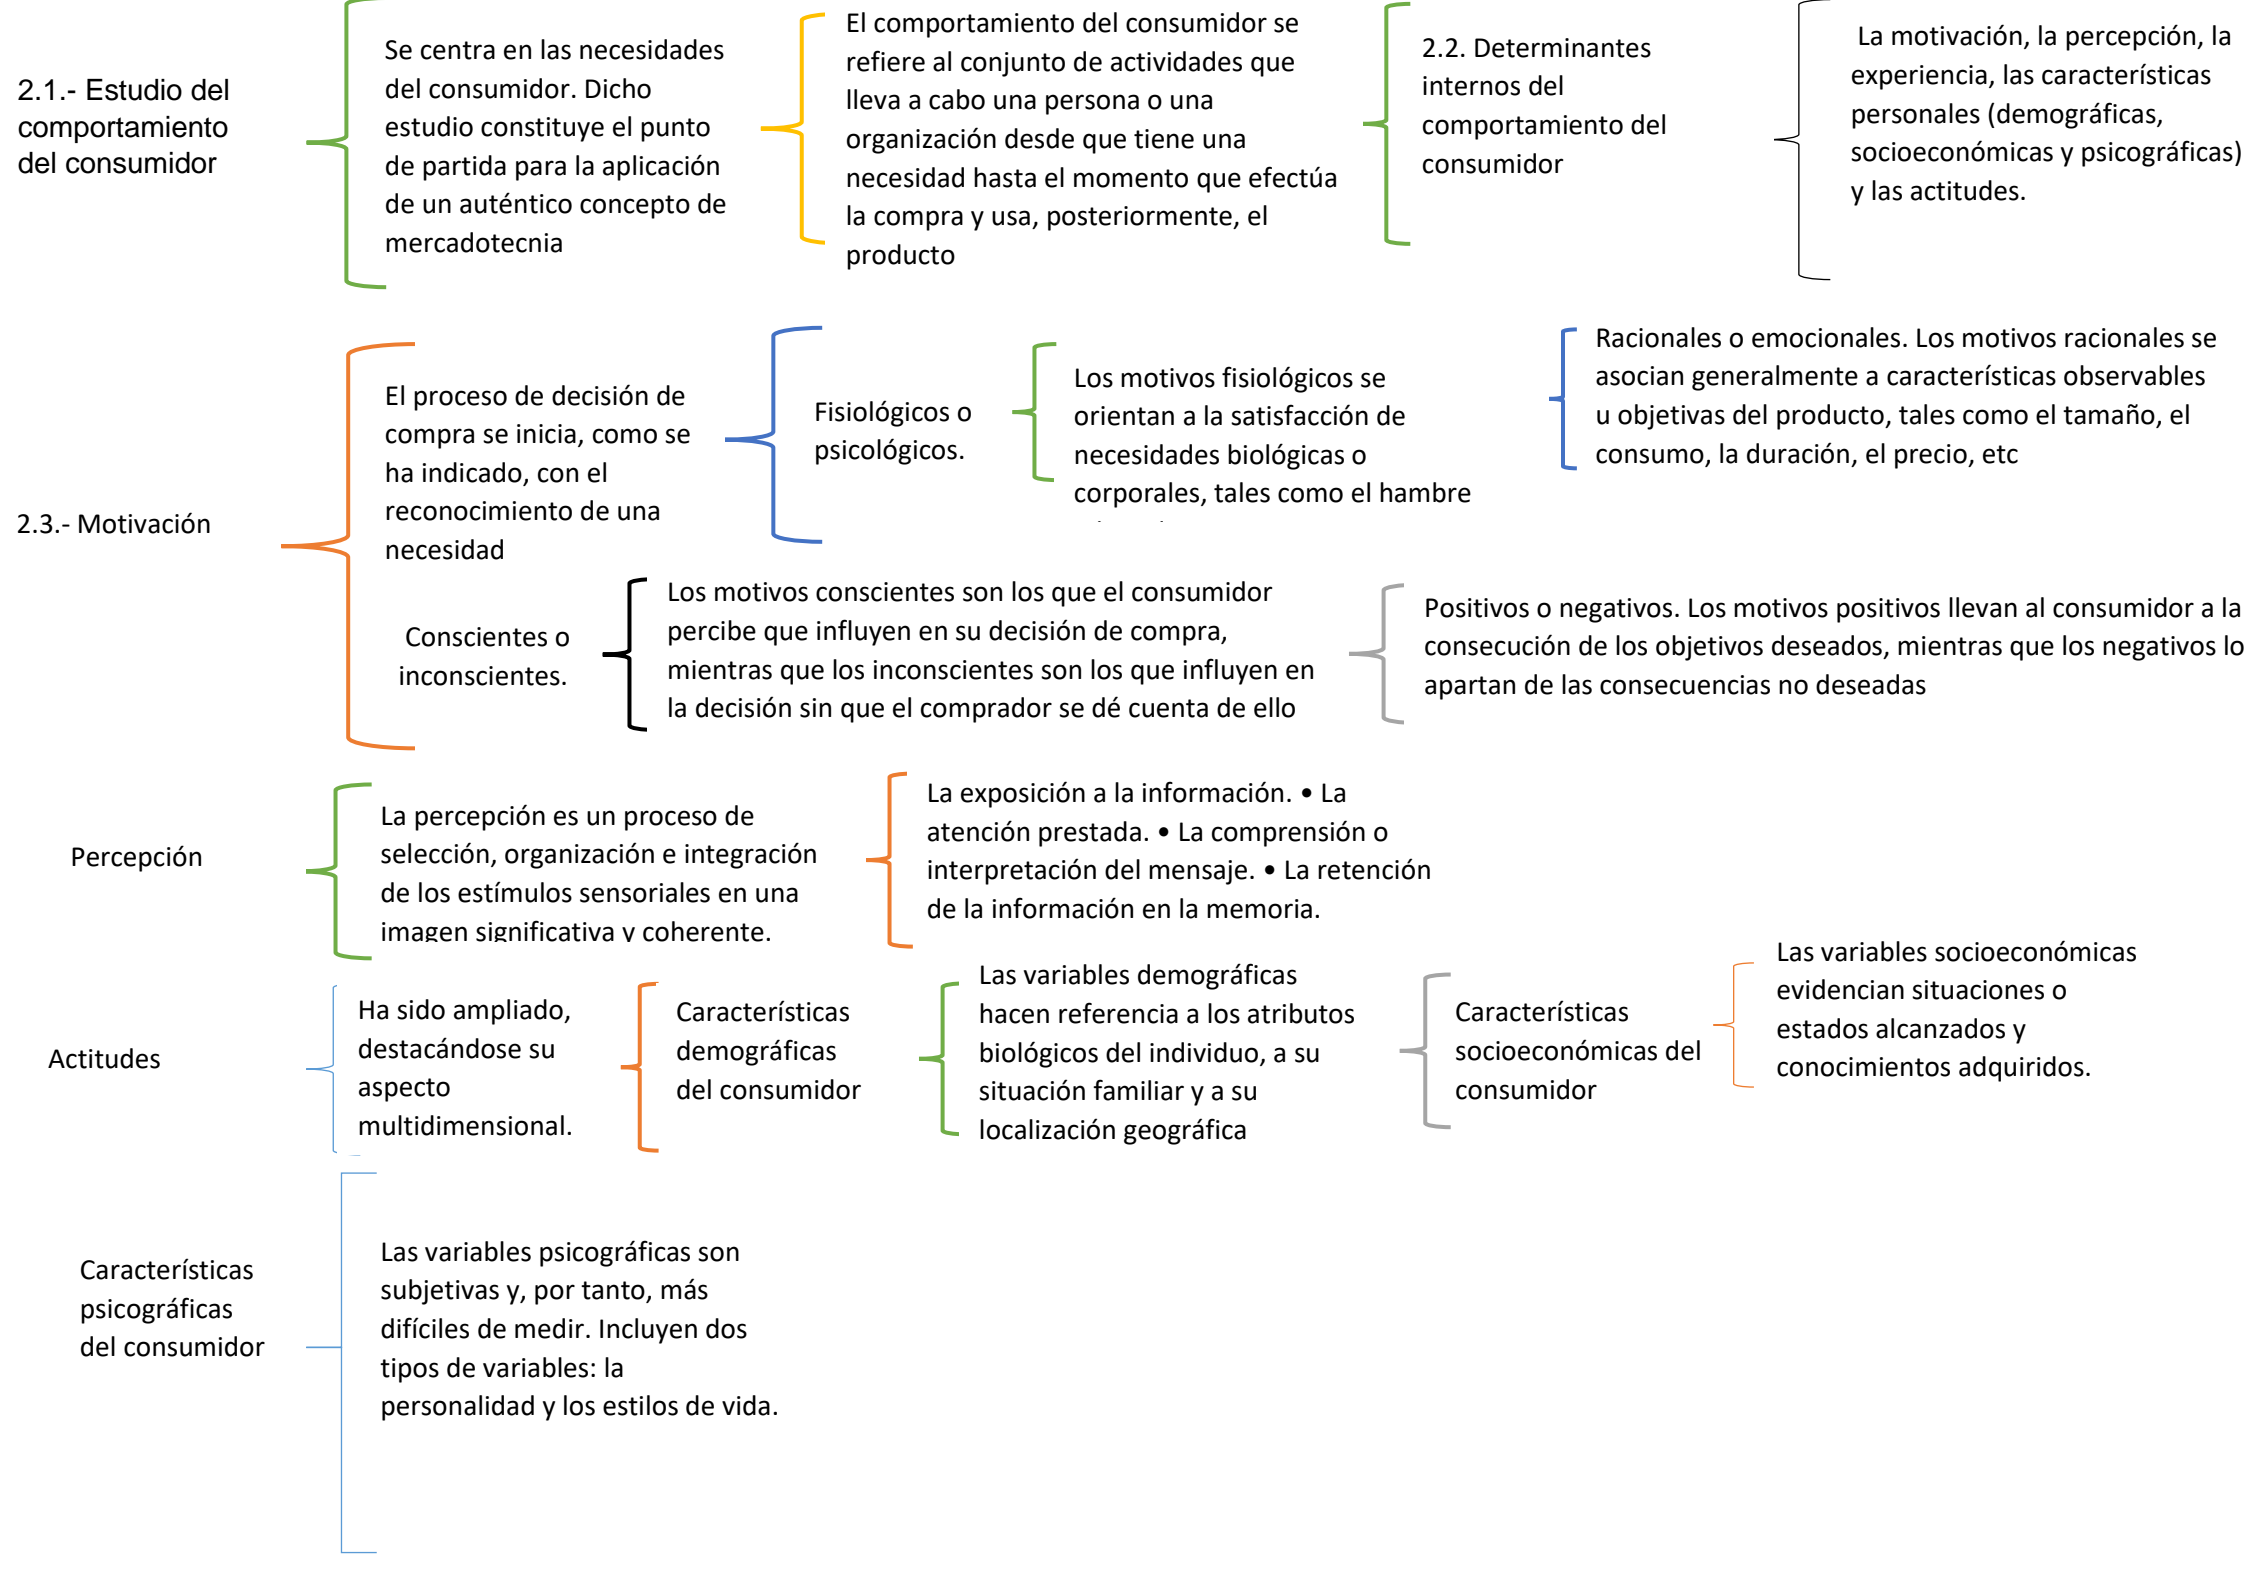 2.1.- Estudio del
comportamiento
del consumidor
Se centra en las necesidades
del consumidor. Dicho
estudio constituye el punto
de partida para la aplicación
de un auténtico concepto de
mercadotecnia
El comportamiento del consumidor se
refiere al conjunto de actividades que
lleva a cabo una persona o una
organización desde que tiene una
necesidad hasta el momento que efectúa
la compra y usa, posteriormente, el
producto
2.2. Determinantes
internos del
comportamiento del
consumidor
La motivación, la percepción, la
experiencia, las características
personales (demográficas,
socioeconómicas y psicográficas)
y las actitudes.
2.3.- Motivación
El proceso de decisión de
compra se inicia, como se
ha indicado, con el
reconocimiento de una
necesidad
Fisiológicos o
psicológicos.
Los motivos fisiológicos se
orientan a la satisfacción de
necesidades biológicas o
corporales, tales como el hambre
Racionales o emocionales. Los motivos racionales se
asocian generalmente a características observables
u objetivas del producto, tales como el tamaño, el
consumo, la duración, el precio, etc
Conscientes o
inconscientes.
Los motivos conscientes son los que el consumidor
percibe que influyen en su decisión de compra,
mientras que los inconscientes son los que influyen en
la decisión sin que el comprador se dé cuenta de ello
Positivos o negativos. Los motivos positivos llevan al consumidor a la
consecución de los objetivos deseados, mientras que los negativos lo
apartan de las consecuencias no deseadas
Percepción
La percepción es un proceso de
selección, organización e integración
de los estímulos sensoriales en una
imagen significativa y coherente.
La exposición a la información. • La
atención prestada. • La comprensión o
interpretación del mensaje. • La retención
de la información en la memoria.
Actitudes
Ha sido ampliado,
destacándose su
aspecto
multidimensional.
Características
demográficas
del consumidor
Las variables demográficas
hacen referencia a los atributos
biológicos del individuo, a su
situación familiar y a su
localización geográfica
Características
socioeconómicas del
consumidor
Las variables socioeconómicas
evidencian situaciones o
estados alcanzados y
conocimientos adquiridos.
Características
psicográficas
del consumidor
Las variables psicográficas son
subjetivas y, por tanto, más
difíciles de medir. Incluyen dos
tipos de variables: la
personalidad y los estilos de vida.